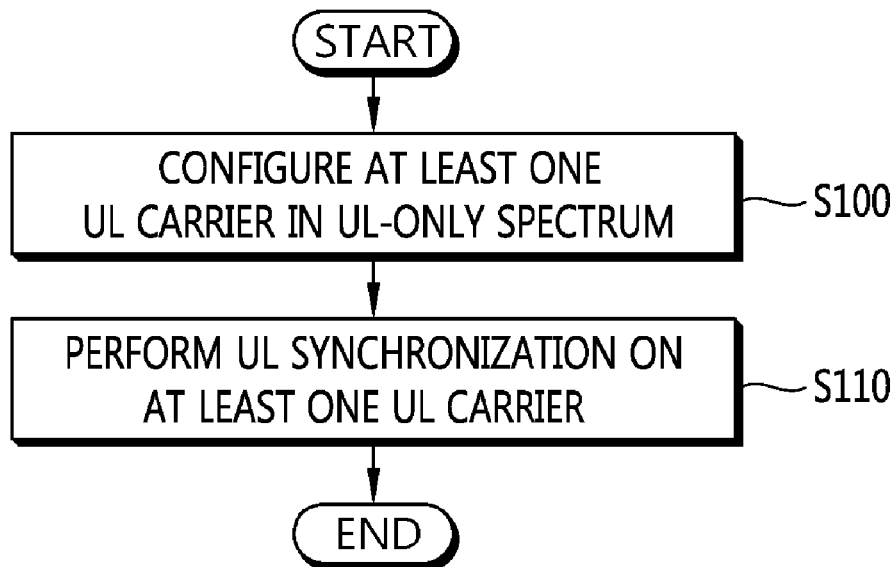 START
CONFIGURE AT LEAST ONE
UL CARRIER IN UL-ONLY SPECTRUM
S100
PERFORM UL SYNCHRONIZATION ON
AT LEAST ONE UL CARRIER
S110
END